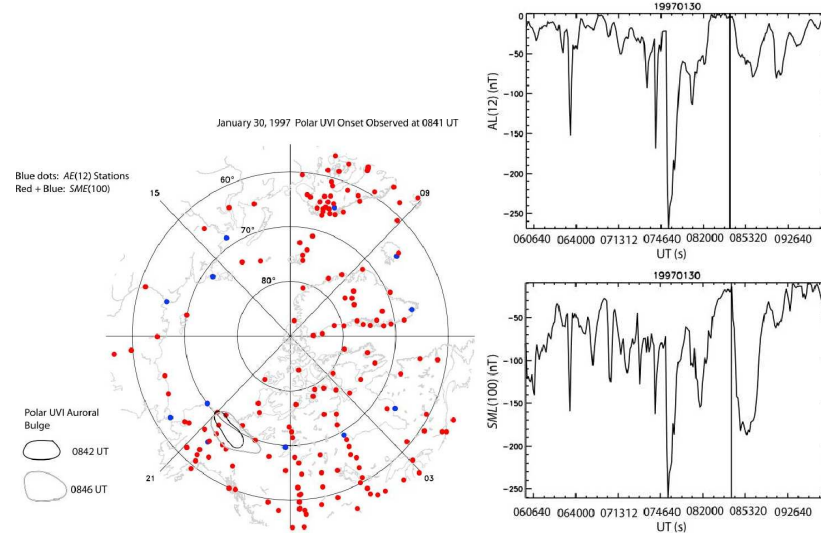 January 30, 1997 Polar UVI Onset Observed at 0841 UT
Blue dots: AE(12) Stations
Red + Blue: SME(100)
15
60°
09
70°
80°
80
21
03
Polar UVI Auroral
Bulge
0842 UT
0846 UT
19970130
0
−50
−100
−150
−200
−250
AL(12) (nT)
060640 064000 071312 074640 082000 085320 092640
UT (s)
19970130
−50
−100
−150
−200
−250
SML(100) (nT)
060640 064000 071312 074640 082000 085320 092640
UT (s)